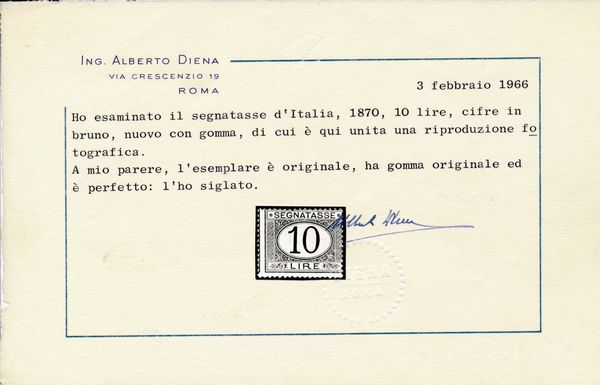 ING. ALBERTO DIENA
VIA CRESCENZIO 19
ROMA
3 febbraio 1966
Ho esaminato il segnatasse d'Italia, 1870, 10 lire, cifre in
bruno, nuovo con gomma, di cui è qui unita una riproduzione fo
tografica.
A mio parere, l'esemplare è originale, ha gomma originale ed
è perfetto: l'ho siglato.
SEGNATASSE
10
LIRE
Alberto Diena
DIENA
ROMA